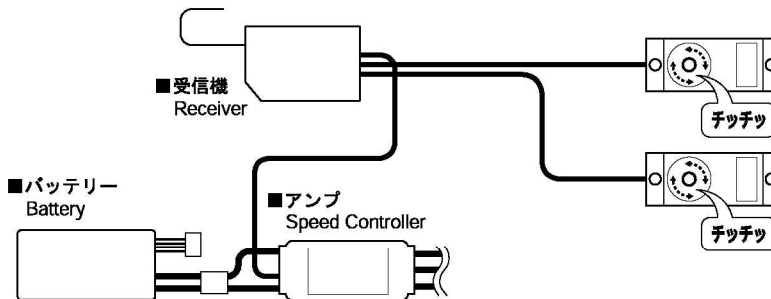 ■受信機
Receiver
チッチッ
■バッテリー
Battery
■アンプ
Speed Controller
チッチッ